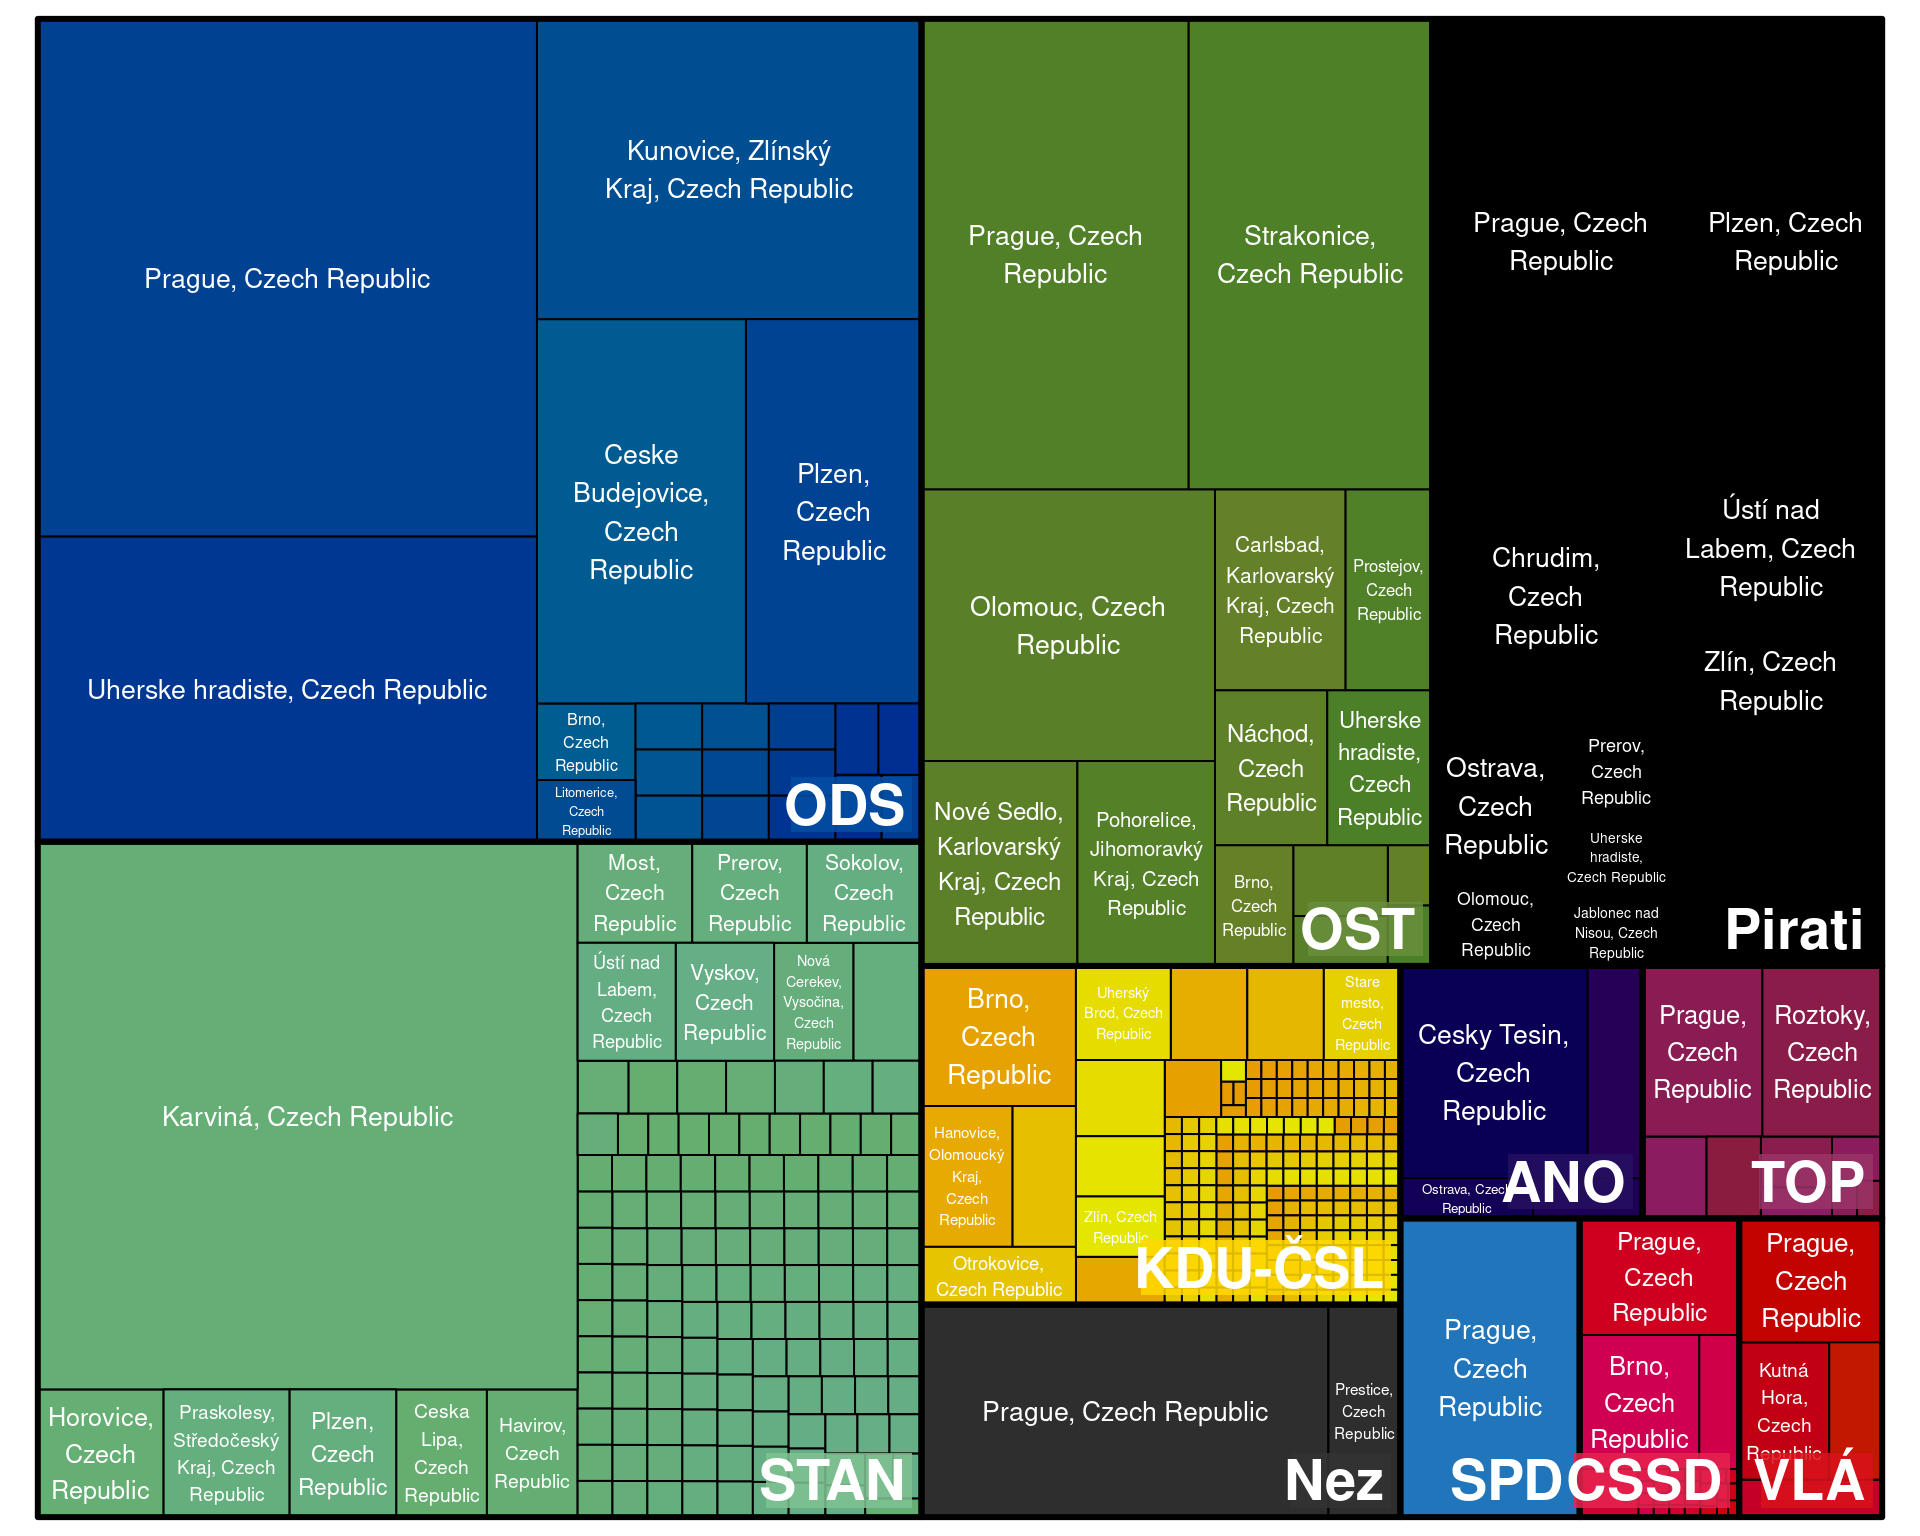 Prague, Czech Republic
Kunovice, Zlínský
Kraj, Czech Republic
Ceske
Budejovice,
Czech
Republic
Plzen,
Czech
Republic
Uherske hradiste, Czech Republic
Brno,
Czech
Republic
Litomerice,
Czech
Republic
ODS
Prague, Czech
Republic
Strakonice,
Czech Republic
Olomouc, Czech
Republic
Carlsbad,
Karlovarský
Kraj, Czech
Republic
Prostejov,
Czech
Republic
Náchod,
Czech
Republic
Uherske
hradiste,
Czech
Republic
Nové Sedlo,
Karlovarský
Kraj, Czech
Republic
Pohorelice,
Jihomoravký
Kraj, Czech
Republic
Brno,
Czech
Republic
OST
Prague, Czech
Republic
Plzen, Czech
Republic
Chrudim,
Czech
Republic
Ústí nad
Labem, Czech
Republic
Zlín, Czech
Republic
Ostrava,
Czech
Republic
Prerov,
Czech
Republic
Uherske
hradiste,
Czech Republic
Olomouc,
Czech
Republic
Jablonec nad
Nisou, Czech
Republic
Pirati
Karviná, Czech Republic
Most,
Czech
Republic
Prerov,
Czech
Republic
Sokolov,
Czech
Republic
Ústí nad
Labem,
Czech
Republic
Vyskov,
Czech
Republic
Nová
Cerekev,
Vysočina,
Czech
Republic
Horovice,
Czech
Republic
Praskolesy,
Středočeský
Kraj, Czech
Republic
Plzen,
Czech
Republic
Ceska
Lipa,
Czech
Republic
Havirov,
Czech
Republic
STAN
Brno,
Czech
Republic
Uherský
Brod, Czech
Republic
Stare
mesto,
Czech
Republic
Hanovice,
Olomoucký
Kraj,
Czech
Republic
Zlín, Czech
Republic
Otrokovice,
Czech Republic
KDU-ČSL
Prague, Czech Republic
Prestice,
Czech
Republic
Nez
Cesky Tesin,
Czech
Republic
Ostrava, Czech
Republic
ANO
Prague,
Czech
Republic
Roztoky,
Czech
Republic
TOP
Prague,
Czech
Republic
SPD
Prague,
Czech
Republic
Brno,
Czech
Republic
CSSD
Prague,
Czech
Republic
Kutná
Hora,
Czech
Republic
VLÁ